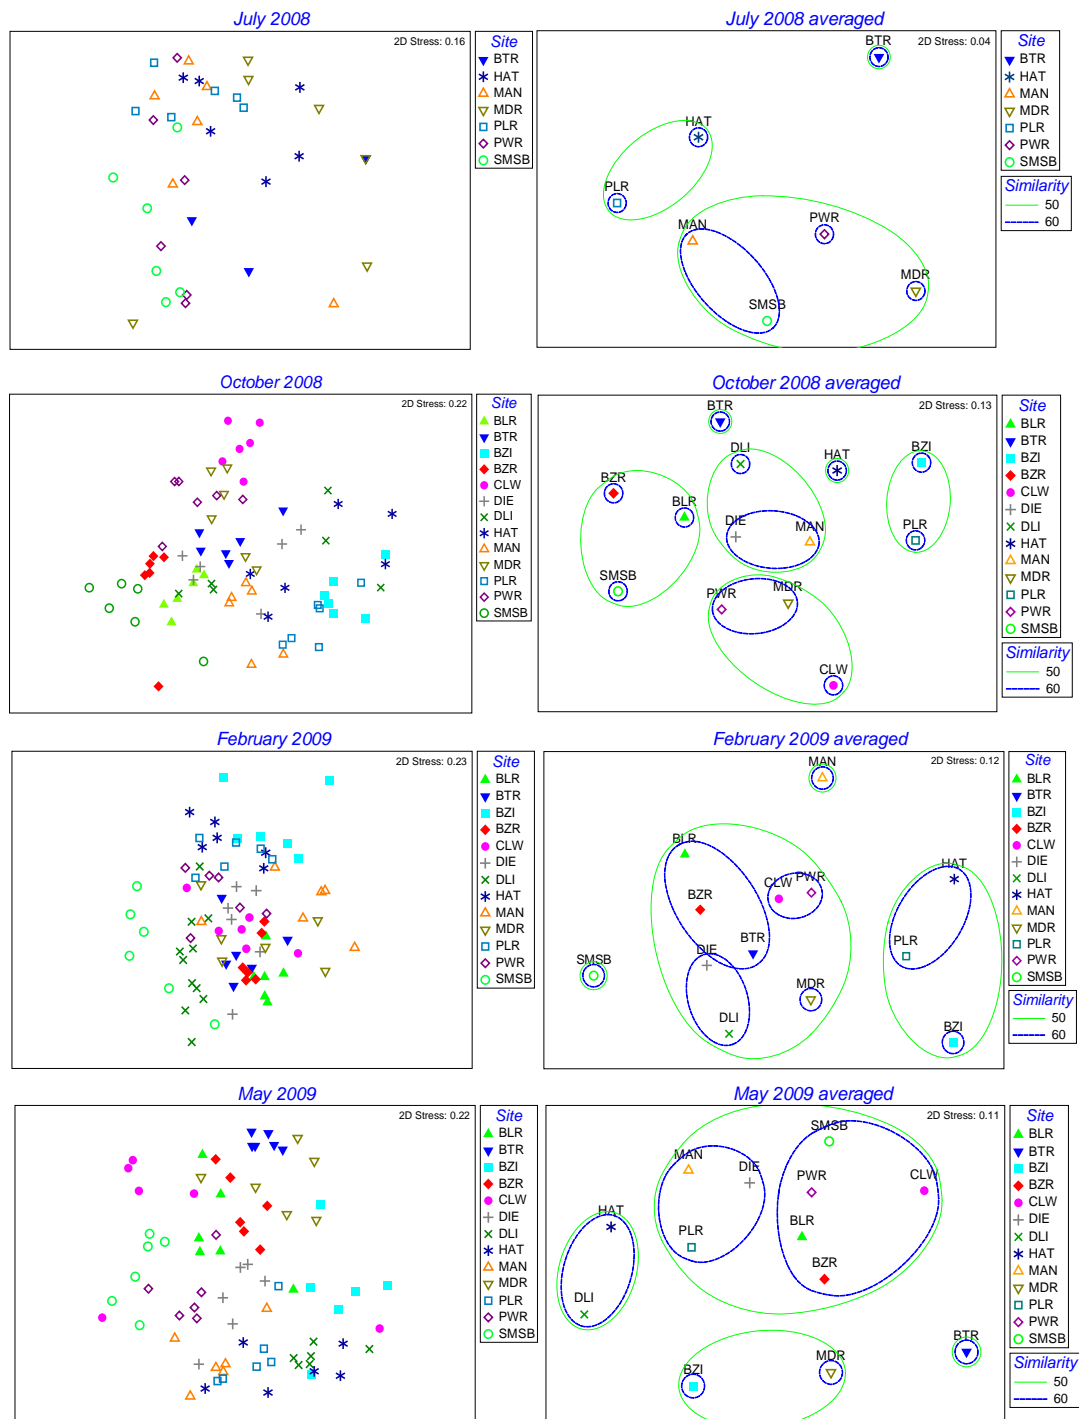 July 2008
2D Stress: 0.16
Site
BTR
HAT
MAN
MDR
PLR
PWR
SMSB
July 2008 averaged
2D Stress: 0.04
BTR
HAT
PLR
MAN
PWR
MDR
SMSB
Site
BTR
HAT
MAN
MDR
PLR
PWR
SMSB
Similarity
50
60
October 2008
2D Stress: 0.22
Site
BLR
BTR
BZI
BZR
CLW
DIE
DLI
HAT
MAN
MDR
PLR
PWR
SMSB
October 2008 averaged
2D Stress: 0.13
BTR
DLI
HAT
BZI
BZR
BLR
DIE
MAN
PLR
SMSB
PWR
MDR
CLW
Site
BLR
BTR
BZI
BZR
CLW
DIE
DLI
HAT
MAN
MDR
PLR
PWR
SMSB
Similarity
50
60
February 2009
2D Stress: 0.23
Site
BLR
BTR
BZI
BZR
CLW
DIE
DLI
HAT
MAN
MDR
PLR
PWR
SMSB
February 2009 averaged
2D Stress: 0.12
MAN
BLR
HAT
CLW
PWR
BZR
BTR
DIE
PLR
SMSB
MDR
DLI
BZI
Site
BLR
BTR
BZI
BZR
CLW
DIE
DLI
HAT
MAN
MDR
PLR
PWR
SMSB
Similarity
50
60
May 2009
2D Stress: 0.22
Site
BLR
BTR
BZI
BZR
CLW
DIE
DLI
HAT
MAN
MDR
PLR
PWR
SMSB
May 2009 averaged
2D Stress: 0.11
SMSB
MAN
DIE
PWR
CLW
HAT
PLR
BLR
BZR
DLI
BTR
BZI
MDR
Site
BLR
BTR
BZI
BZR
CLW
DIE
DLI
HAT
MAN
MDR
PLR
PWR
SMSB
Similarity
50
60